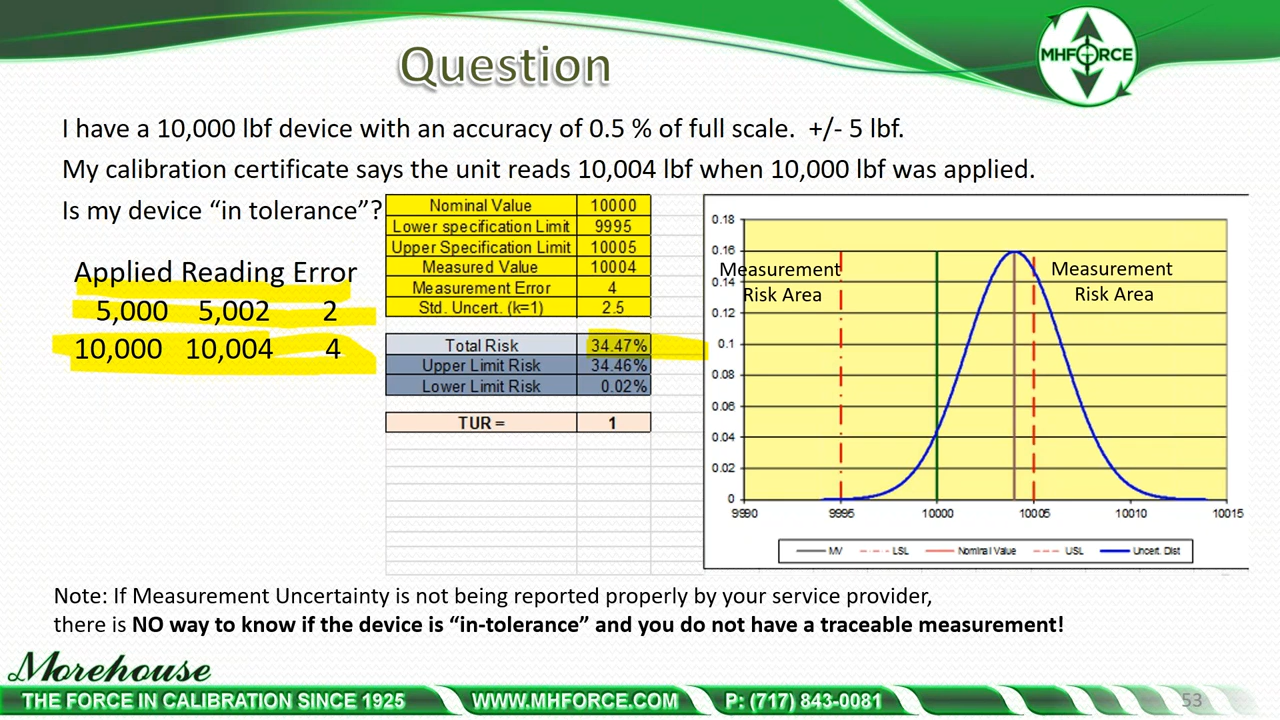 MHFORCE
Question
I have a 10,000 lbf device with an accuracy of 0.5 % of full scale. +/- 5 lbf.
My calibration certificate says the unit reads 10,004 lbf when 10,000 lbf was applied.
Is my device “in tolerance”?
Applied Reading Error
5,000 5,002 2
10,000 10,004 4
Nominal Value 10000
Lower specification Limit 9995
Upper Specification Limit 10005
Measured Value 10004
Measurement Error 4
Std. Uncert. (k=1) 2.5
Total Risk 34.47%
Upper Limit Risk 34.46%
Lower Limit Risk 0.02%
TUR = 1
0.18
0.16
0.14
0.12
0.1
0.08
0.06
0.04
0.02
0
Measurement
Risk Area
Measurement
Risk Area
9990 9995 10000 10005 10010 10015
MV LSL Nominal Value USL Uncert. Dist
Note: If Measurement Uncertainty is not being reported properly by your service provider,
there is NO way to know if the device is “in-tolerance” and you do not have a traceable measurement!
Morehouse
THE FORCE IN CALIBRATION SINCE 1925 WWW.MHFORCE.COM P: (717) 843-0081
53